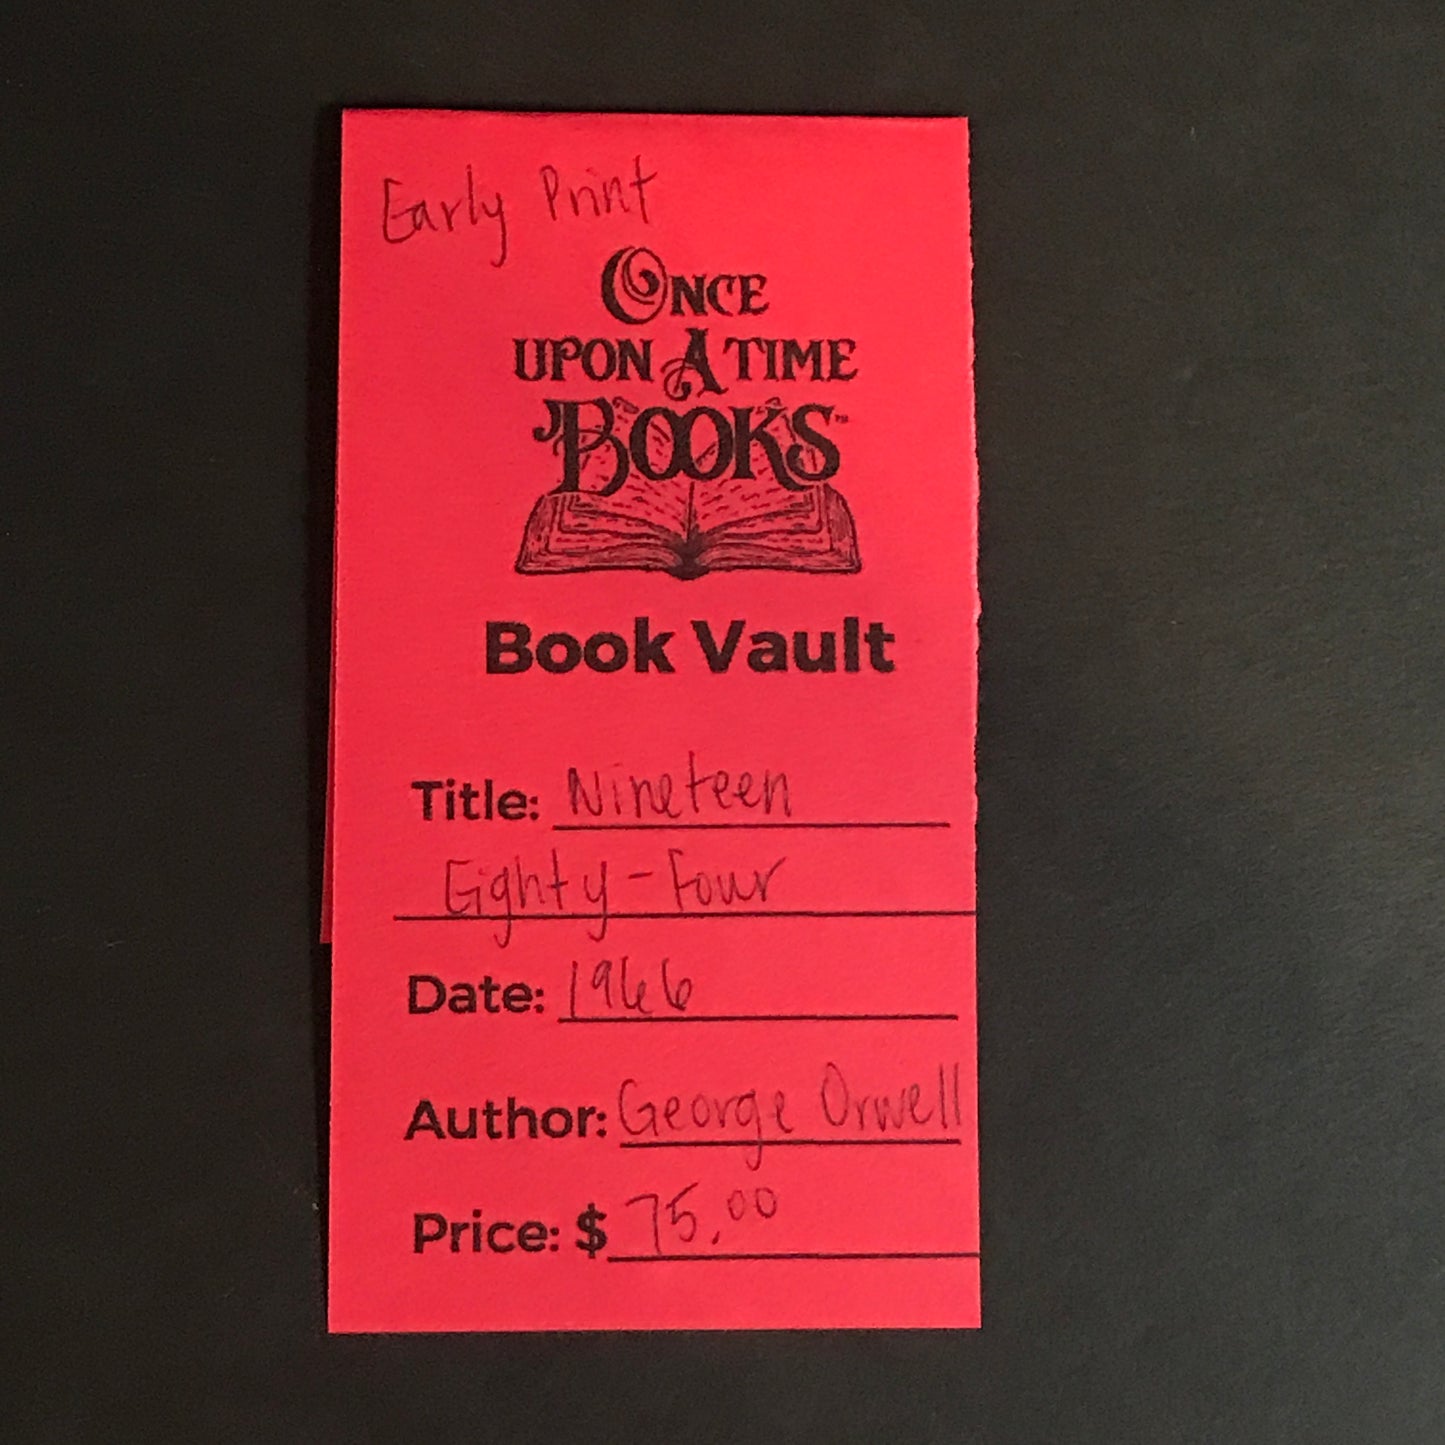 Early Print
ONCE
UPON A TIME
BOOKS™
Book Vault
Title: Nineteen
Eighty-Four
Date: 1966
Author: George Orwell
Price: $ 75.00